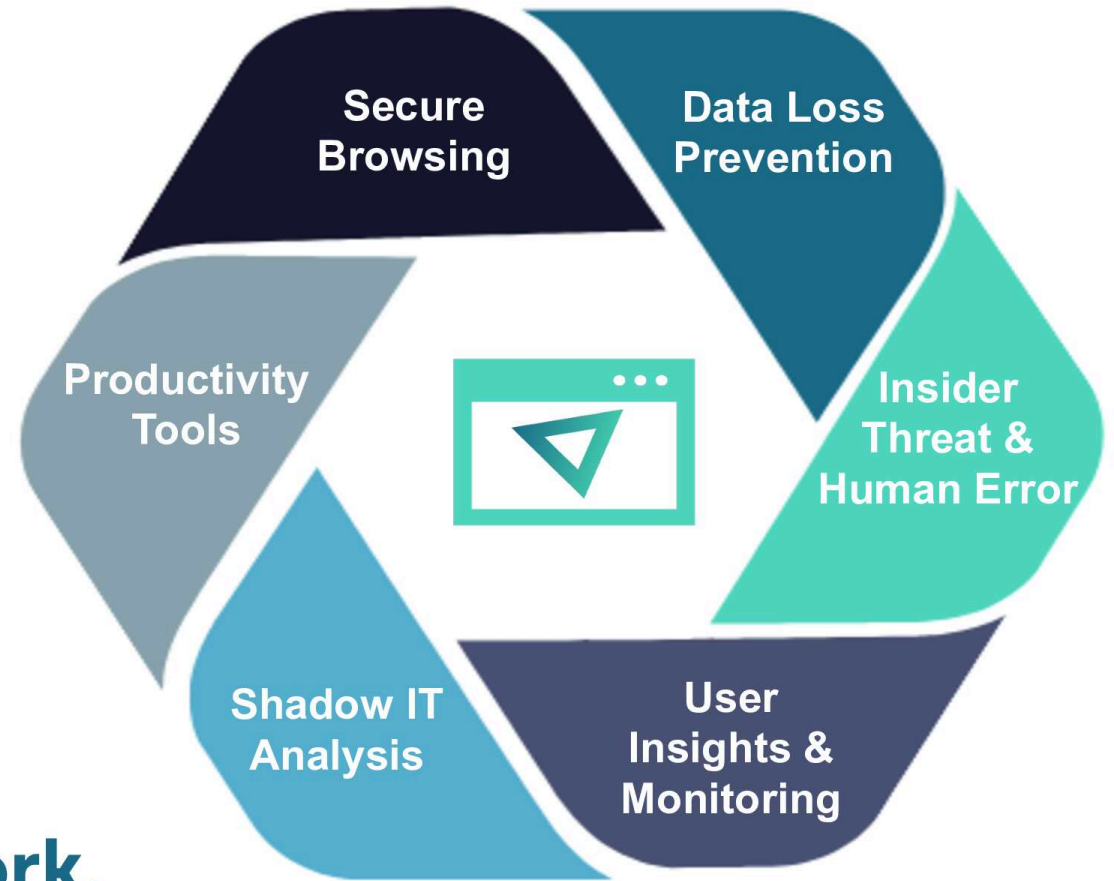 Secure
Browsing
Data Loss
Prevention
Insider
Threat &
Human Error
User
Insights &
Monitoring
Shadow IT
Analysis
Productivity
Tools